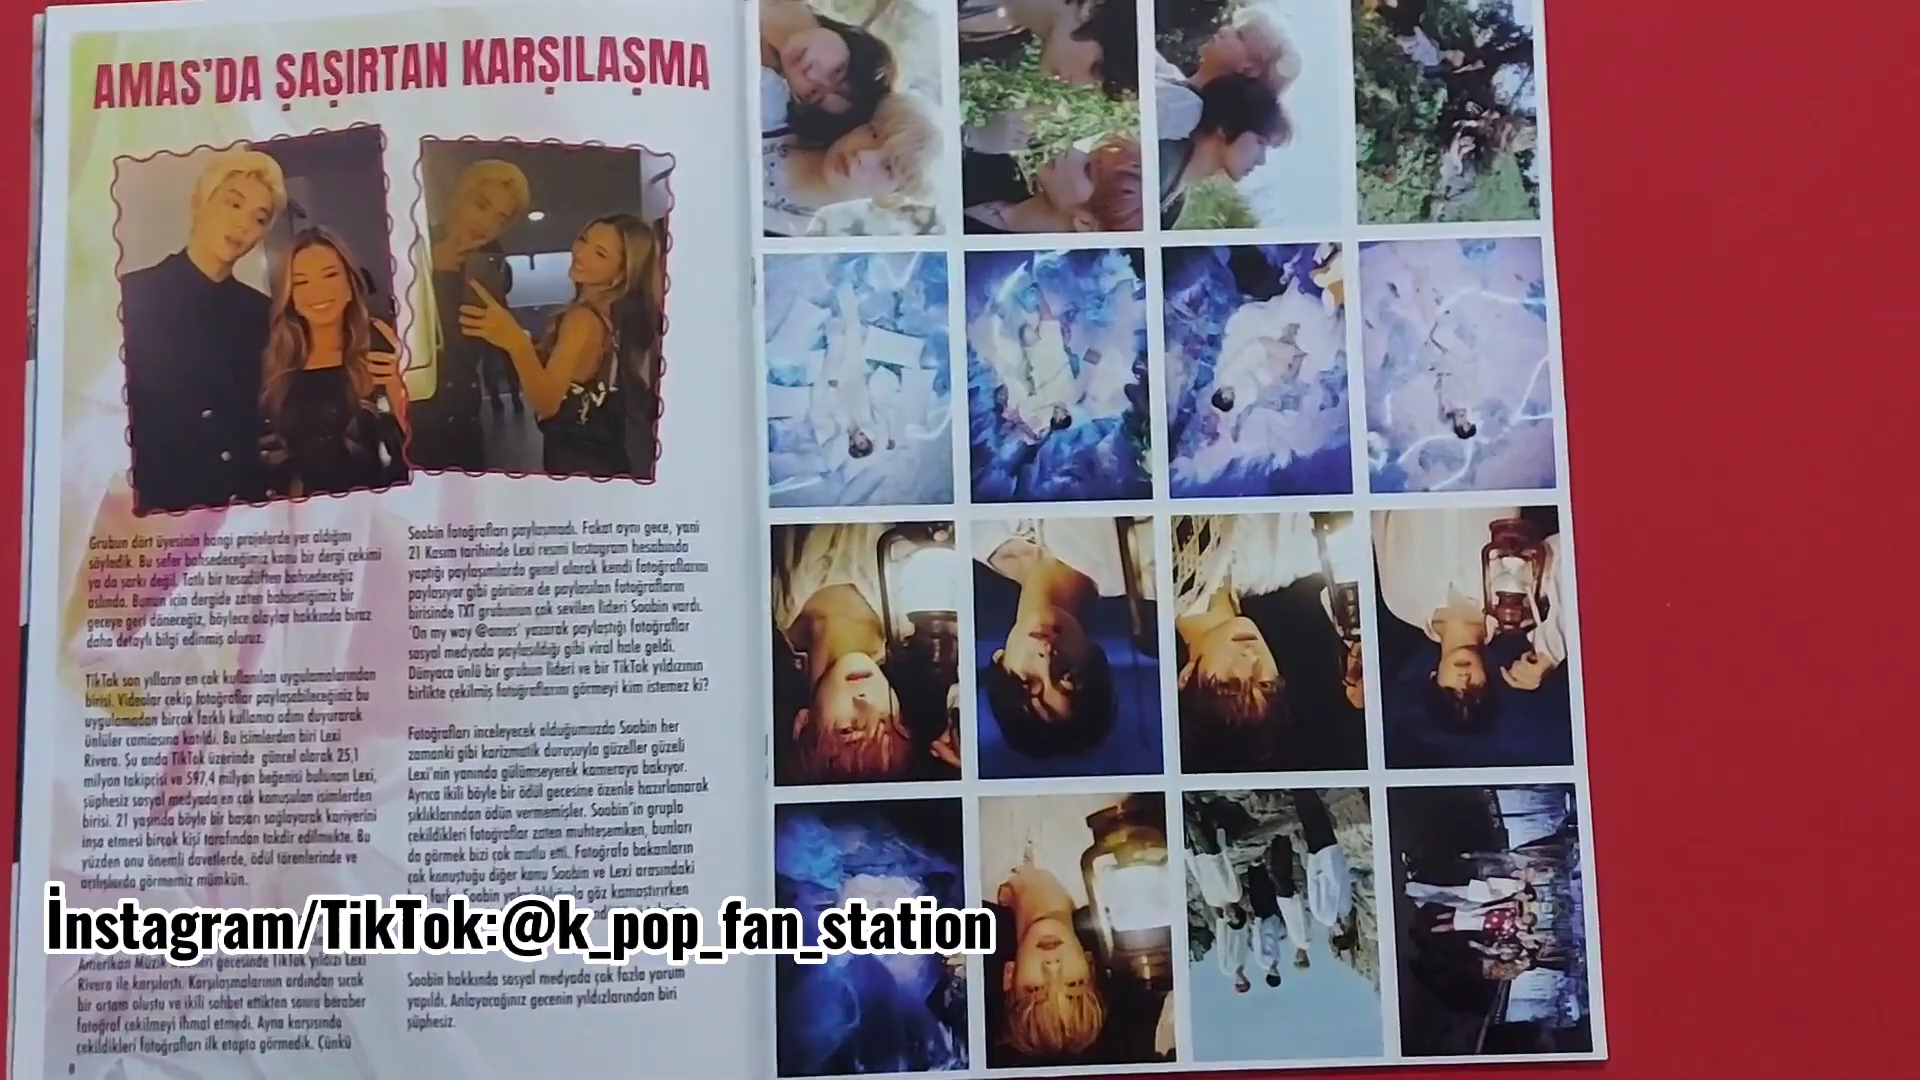 AMAS'DA ŞAŞIRTAN KARŞILAŞMA
Grubun dört üyesinin hangi projelerde yer aldığını
söyledik. Bu sefer bahsedeceğimiz konu bir dergi çekimi
ya da şarkı değil. Tatlı bir tesadüften bahsedeceğiz
aslında. Bunun için dergide zaten bahsettiğimiz bir
geceye geri döneceğiz, böylece olaylar hakkında biraz
daha detaylı bilgi edinmiş oluruz.
TikTok son yılların en çok kullanılan uygulamalarından
birisi. Videolar çekip fotoğraflar paylaşabileceğiniz bu
uygulamadan birçok farklı kullanıcı adını duyurarak
ünlüler camiasına katıldı. Bu isimlerden biri Lexi
Rivera. Şu anda TikTok üzerinde güncel olarak 25,1
milyon takipçisi ve 597,4 milyon beğenisi bulunan Lexi,
şüphesiz sosyal medyada en çok konuşulan isimlerden
birisi. 21 yaşında böyle bir başarı sağlayarak kariyerini
inşa etmesi birçok kişi tarafından takdir edilmekte. Bu
yüzden onu önemli davetlerde, ödül törenlerinde ve
açılışlarda görmemiz mümkün.
Amerikan Müzik gecesinde TikTok yıldızı Lexi
Rivera ile karşılaştı. Karşılaşmalarının ardından sıcak
bir ortam oluştu ve ikili sohbet ettikten sonra beraber
fotoğraf çekilmeyi ihmal etmedi. Ayna karşısında
çekildikleri fotoğrafları ilk etapta görmedik. Çünkü
8
Soobin fotoğrafları paylaşmadı. Fakat aynı gece, yani
21 Kasım tarihinde Lexi resmi Instagram hesabında
yaptığı paylaşımlarda genel olarak kendi fotoğraflarını
paylaşıyor gibi görünse de paylaşılan fotoğrafların
birisinde TXT grubunun çok sevilen lideri Soobin vardı.
'On my way @amas' yazarak paylaştığı fotoğraflar
sosyal medyada paylaşıldığı gibi viral hale geldi.
Dünyaca ünlü bir grubun lideri ve bir TikTok yıldızının
birlikte çekilmiş fotoğraflarını görmeyi kim istemez ki?
Fotoğrafları inceleyecek olduğumuzda Soobin her
zamanki gibi karizmatik duruşuyla güzeller güzeli
Lexi'nin yanında gülümseyerek kameraya bakıyor.
Ayrıca ikili böyle bir ödül gecesine özenle hazırlanarak
şıklıklarından ödün vermemişler. Soobin'in grupla
çekildikleri fotoğraflar zaten muhteşemken, bunları
da görmek bizi çok mutlu etti. Fotoğrafa bakanların
çok konuştuğu diğer konu Soobin ve Lexi arasındaki
farkı. Soobin göz kamaştırırken
Soobin hakkında sosyal medyada çok fazla yorum
yapıldı. Anlayacağınız gecenin yıldızlarından biri
şüphesiz.
İnstagram/TikTok:@k_pop_fan_station